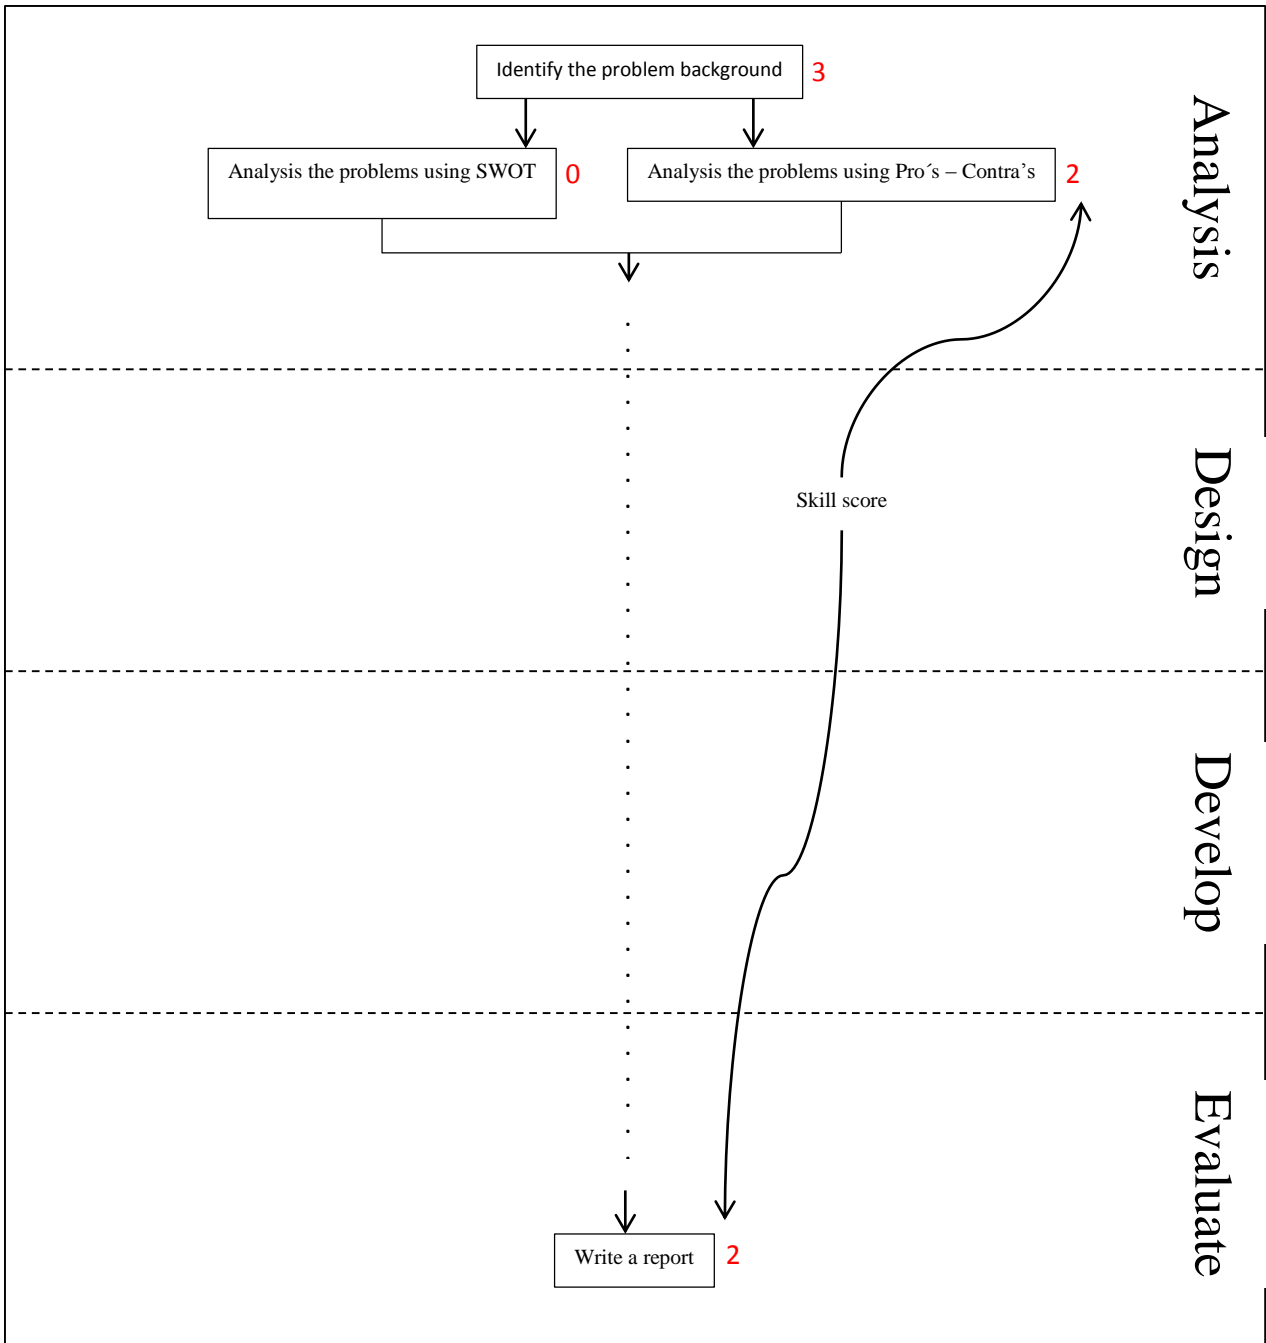 Identify the problem background 3
Analysis the problems using SWOT 0
Analysis the problems using Pro´s – Contra’s 2
Analysis
Skill score
Design
Develop
Write a report 2
Evaluate